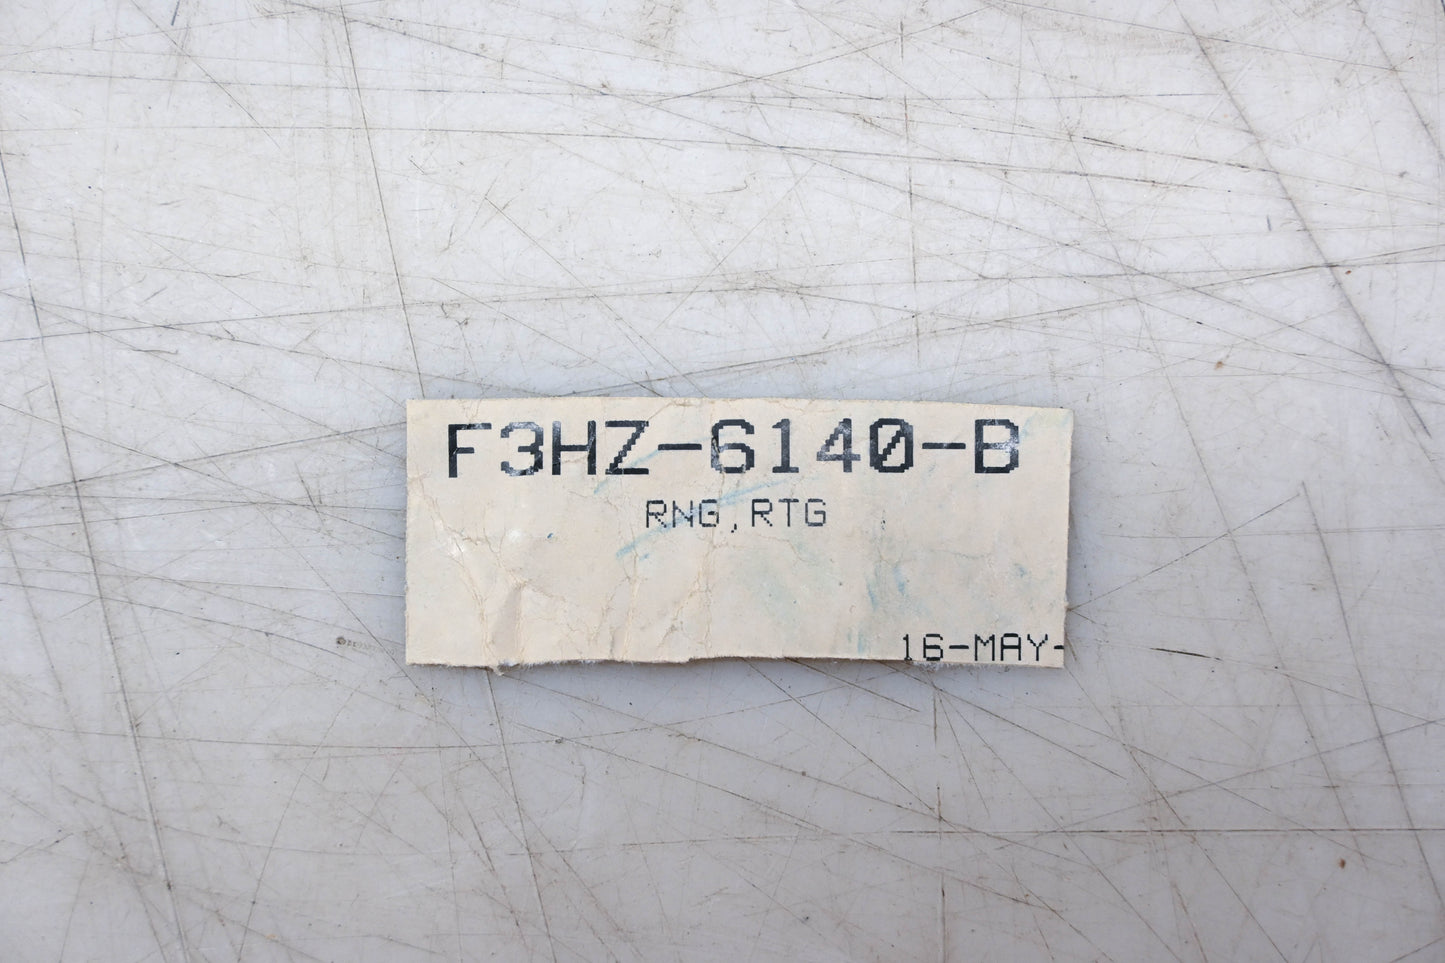 F3HZ-6140-B
RNG,RTG
16-MAY-